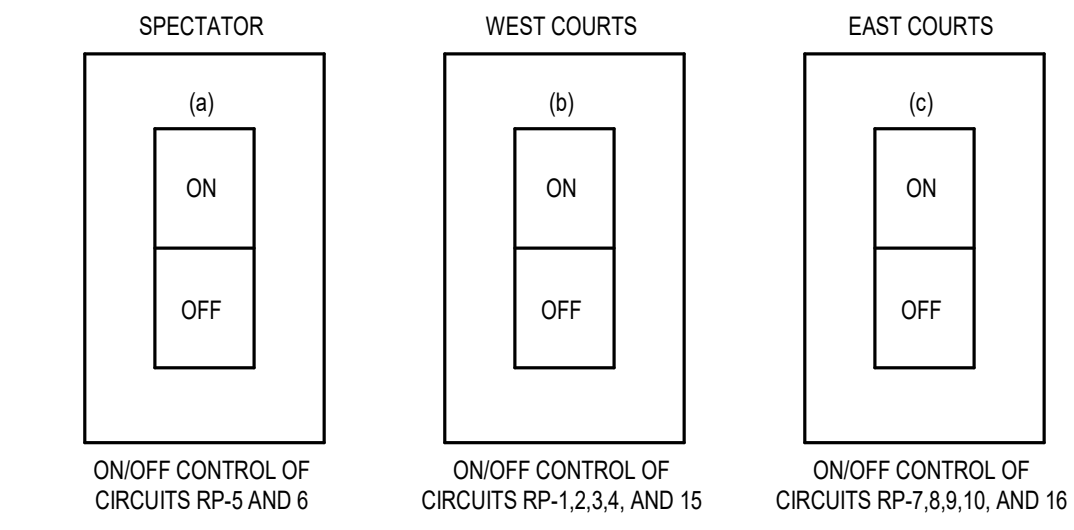 SPECTATOR
(a)
ON
OFF
ON/OFF CONTROL OF
CIRCUITS RP-5 AND 6
WEST COURTS
(b)
ON
OFF
ON/OFF CONTROL OF
CIRCUITS RP-1,2,3,4, AND 15
EAST COURTS
(c)
ON
OFF
ON/OFF CONTROL OF
CIRCUITS RP-7,8,9,10, AND 16